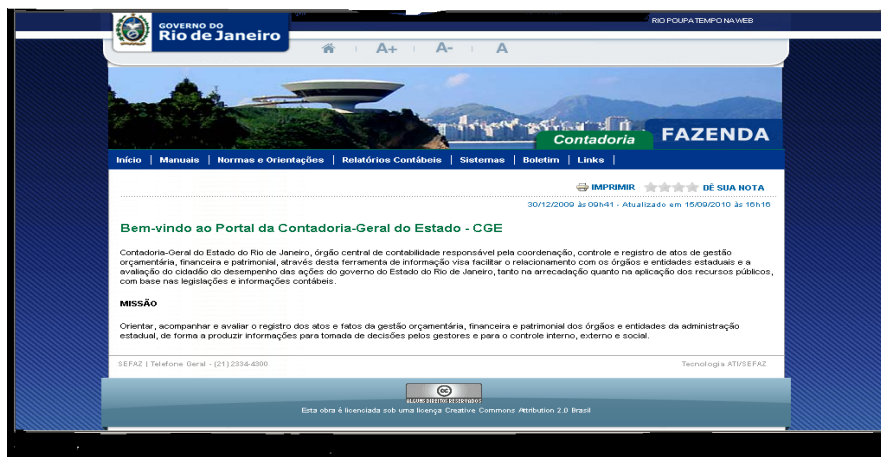 GOVERNO DO
Rio de Janeiro
RIO POUPA TEMPO NA WEB
A+ | A- | A
Contadoria FAZENDA
Início | Manuais | Normas e Orientações | Relatórios Contábeis | Sistemas | Boletim | Links |
IMPRIMIR DÊ SUA NOTA
30/12/2009 às 09h41 - Atualizado em 15/09/2010 às 16h16
Bem-vindo ao Portal da Contadoria-Geral do Estado - CGE
Contadoria-Geral do Estado do Rio de Janeiro, órgão central de contabilidade responsável pela coordenação, controle e registro de atos de gestão
orçamentária, financeira e patrimonial, através desta ferramenta de informação visa facilitar o relacionamento com os órgãos e entidades estaduais e a
avaliação do cidadão do desempenho das ações do governo do Estado do Rio de Janeiro, tanto na arrecadação quanto na aplicação dos recursos públicos,
com base nas legislações e informações contábeis.
MISSÃO
Orientar, acompanhar e avaliar o registro dos atos e fatos da gestão orçamentária, financeira e patrimonial dos órgãos e entidades da administração
estadual, de forma a produzir informações para tomada de decisões pelos gestores e para o controle interno, externo e social.
SEFAZ | Telefone Geral - (21) 2334-4300
Tecnologia ATI/SEFAZ
cc
ALGUNS DIREITOS RESERVADOS
Esta obra é licenciada sob uma licença Creative Commons Attribution 2.0 Brasil